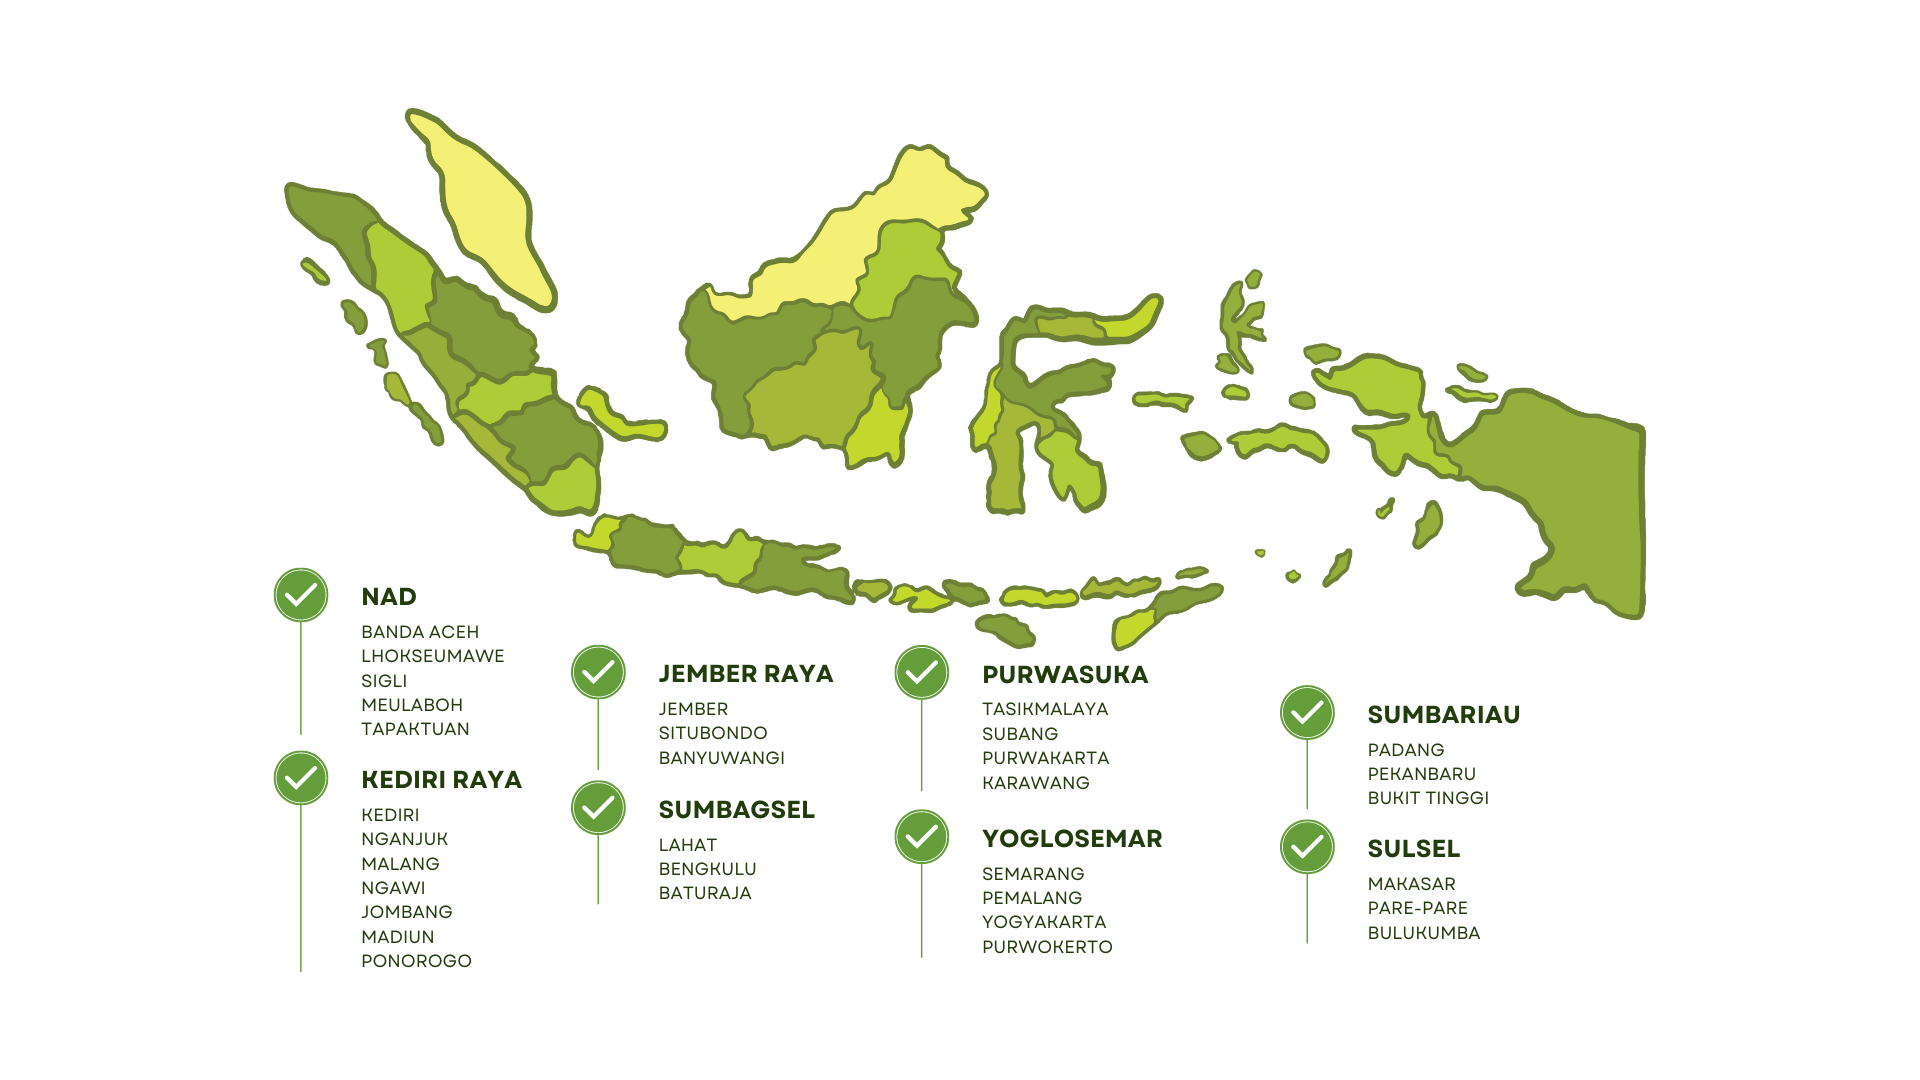 NAD
BANDA ACEH
LHOKSEUMAWE
SIGLI
MEULABOH
TAPAKTUAN
KEDIRI RAYA
KEDIRI
NGANJUK
MALANG
NGAWI
JOMBANG
MADIUN
PONOROGO
JEMBER RAYA
JEMBER
SITUBONDO
BANYUWANGI
SUMBAGSEL
LAHAT
BENGKULU
BATURAJA
PURWASUKA
TASIKMALAYA
SUBANG
PURWAKARTA
KARAWANG
YOGLOSEMAR
SEMARANG
PEMALANG
YOGYAKARTA
PURWOKERTO
SUMBARIAU
PADANG
PEKANBARU
BUKIT TINGGI
SULSEL
MAKASAR
PARE-PARE
BULUKUMBA